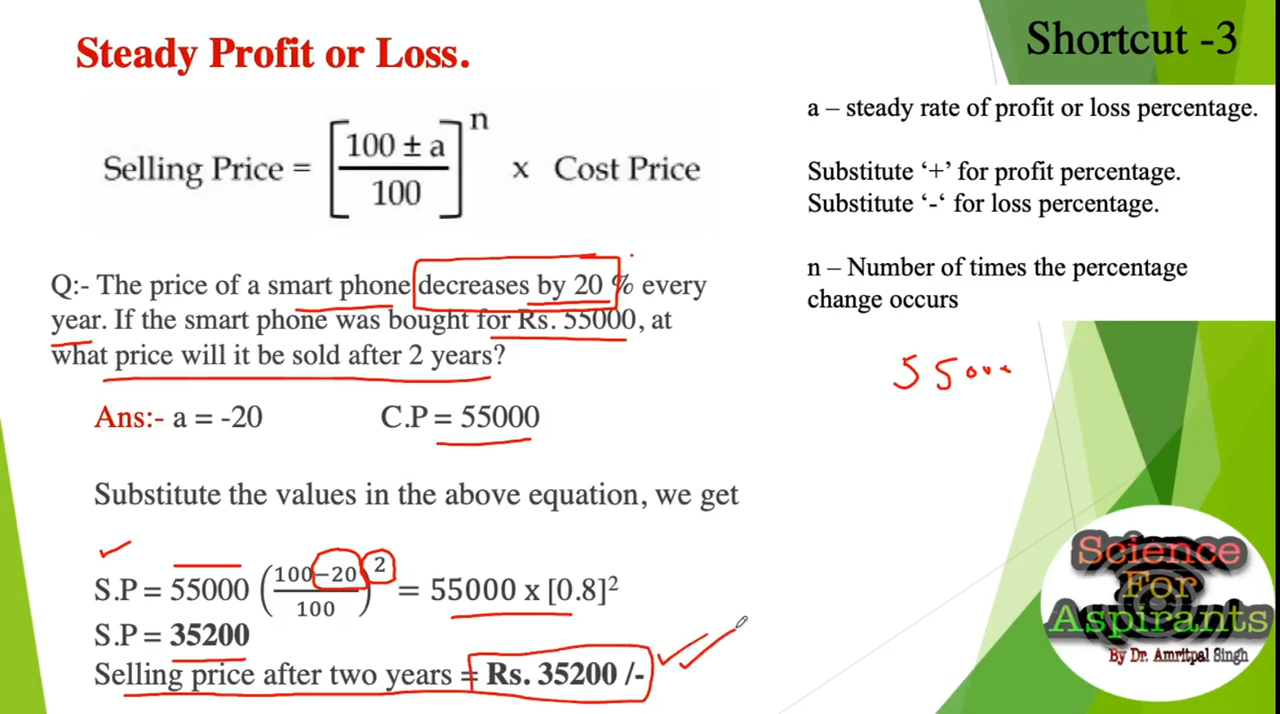 Steady Profit or Loss.
Shortcut -3
Selling Price = [100 ± a / 100]^n x Cost Price
a – steady rate of profit or loss percentage.
Substitute ‘+’ for profit percentage.
Substitute ‘-‘ for loss percentage.
n – Number of times the percentage
change occurs
Q:- The price of a smart phone decreases by 20 % every
year. If the smart phone was bought for Rs. 55000, at
what price will it be sold after 2 years?
55000
Ans:- a = -20 C.P = 55000
Substitute the values in the above equation, we get
S.P = 55000 (100−20 / 100)^2 = 55000 x [0.8]²
S.P = 35200
Selling price after two years = Rs. 35200 /-
Science
For
Aspirants
By Dr. Amritpal Singh